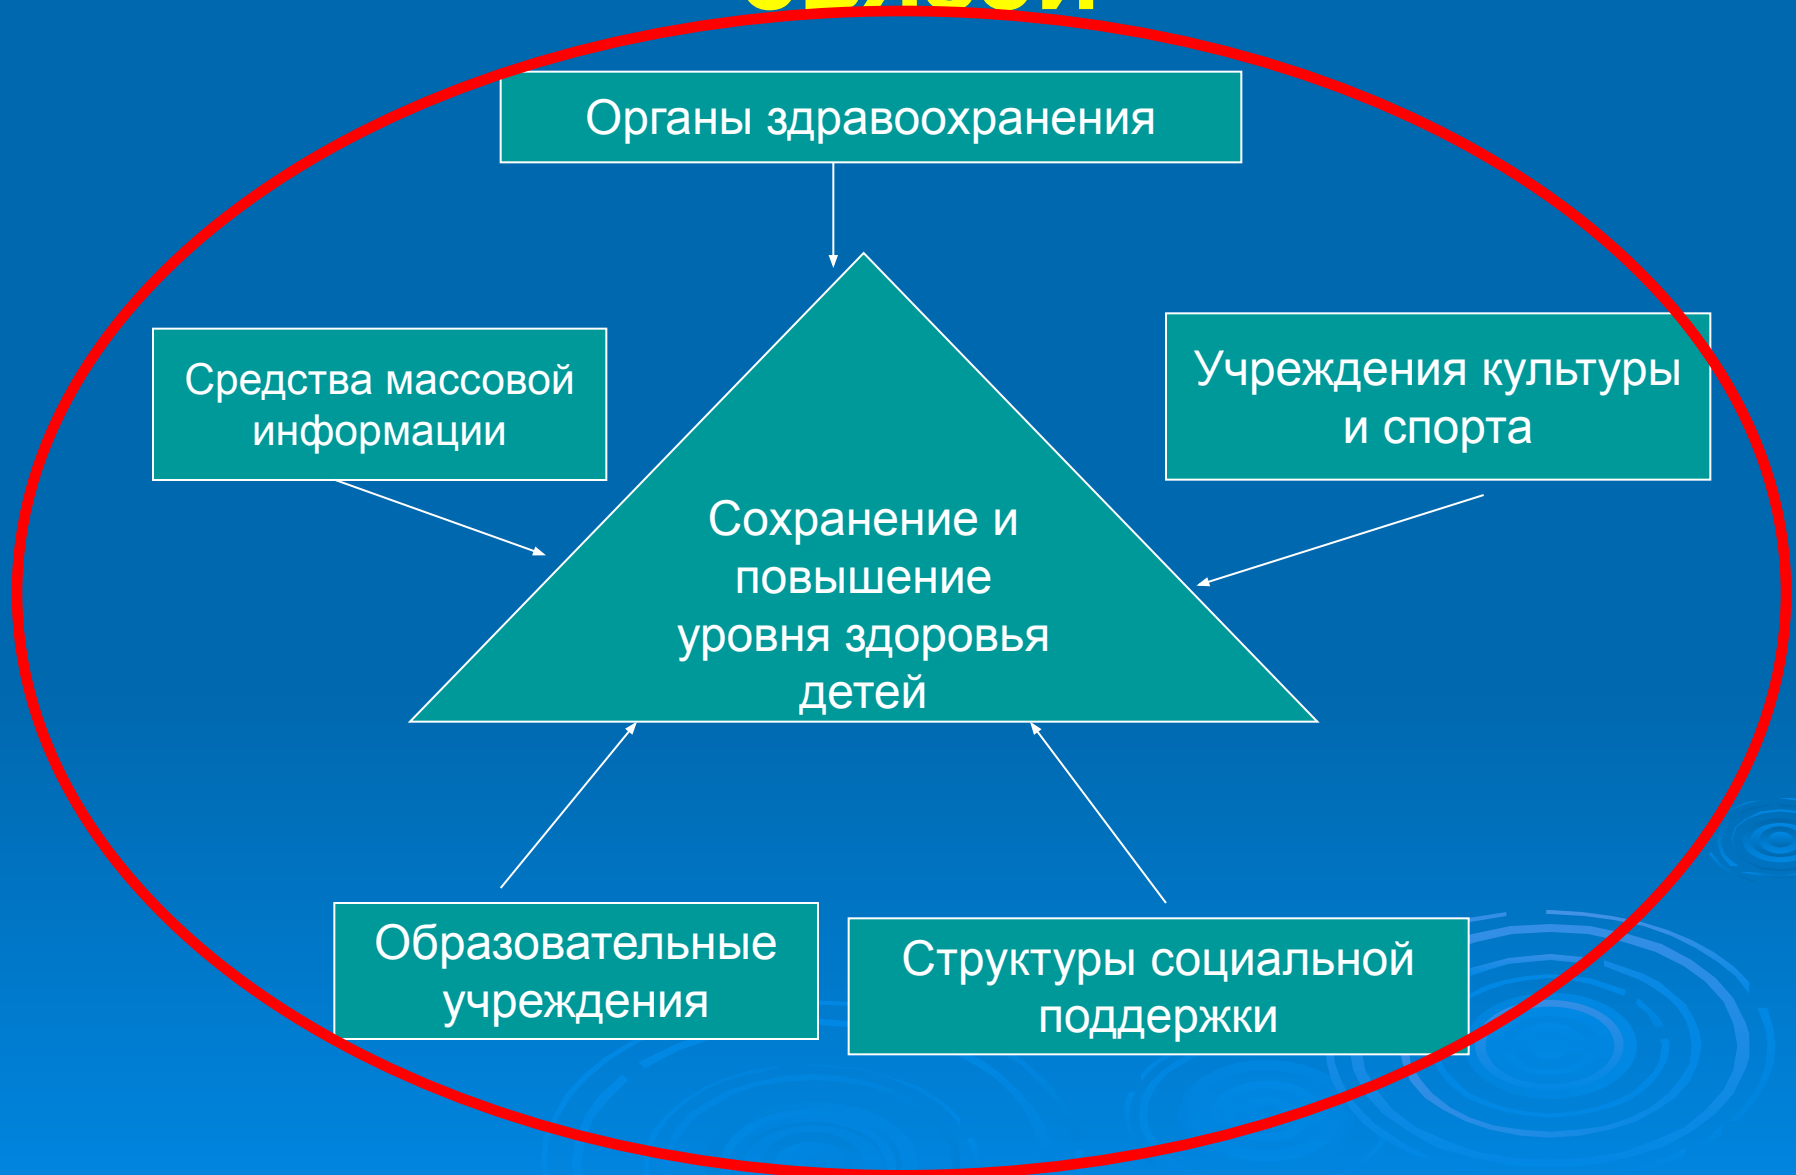 Органы здравоохранения
Средства массовой
информации
Учреждения культуры
и спорта
Сохранение и
повышение
уровня здоровья
детей
Образовательные
учреждения
Структуры социальной
поддержки